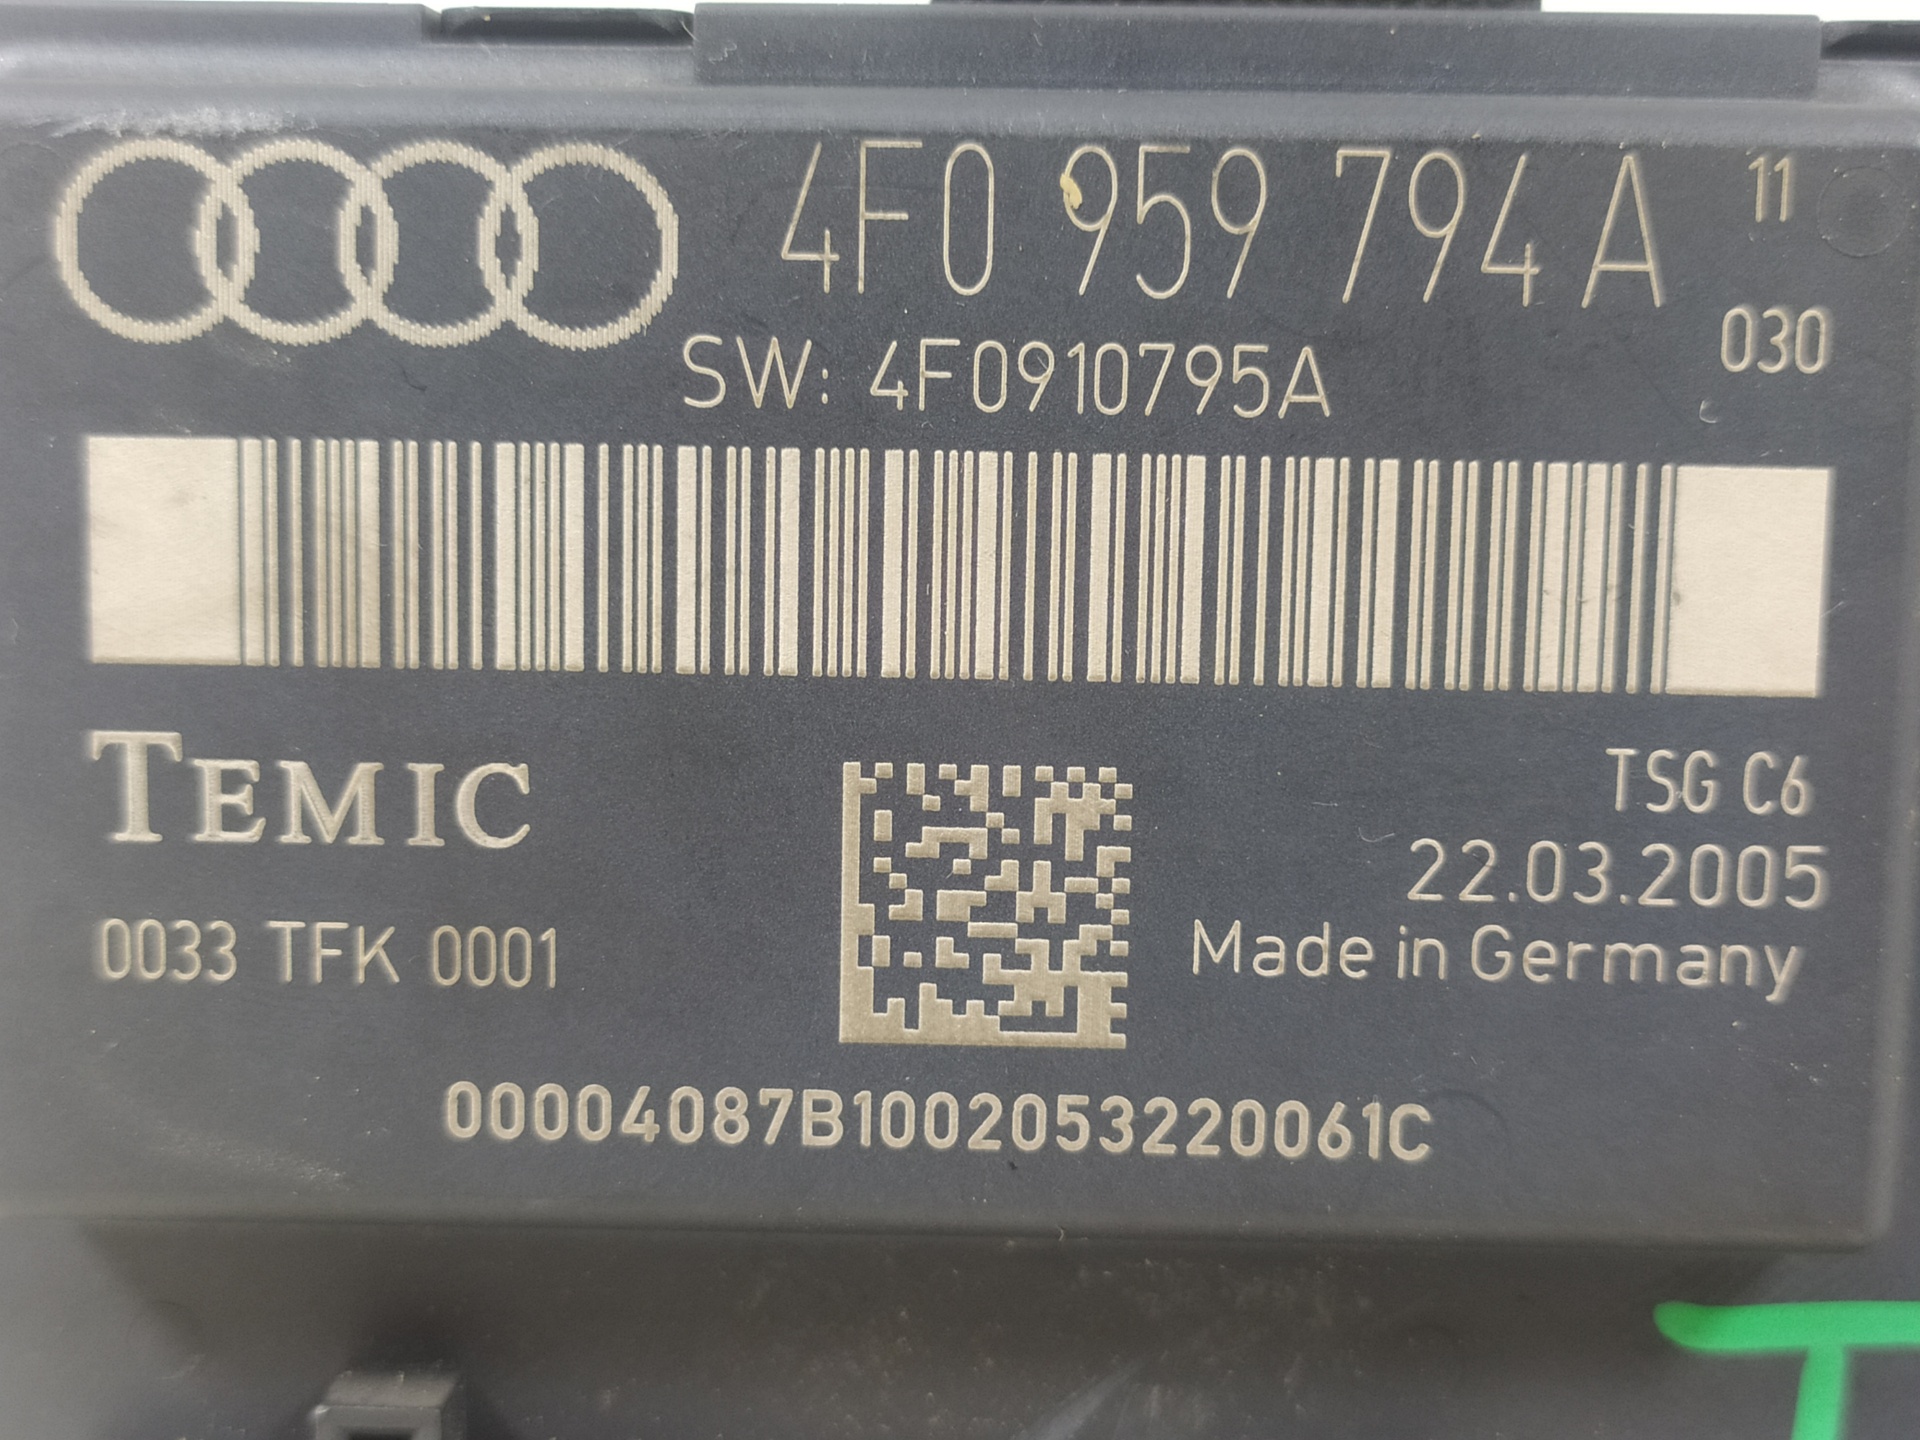 4F0 959 794 A 11
030
SW: 4F0910795A
TEMIC
TSG C6
22.03.2005
0033 TFK 0001
Made in Germany
00004087B1002053220061C